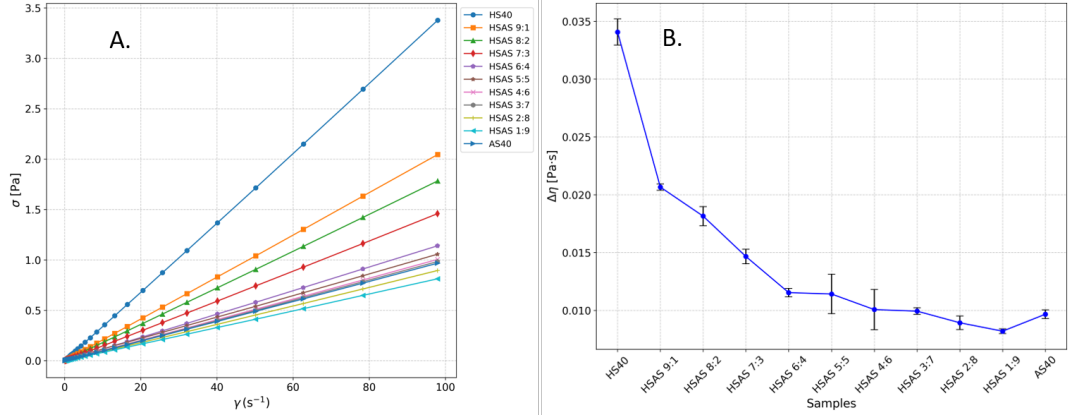 A.
3.5
3.0
2.5
2.0
1.5
1.0
0.5
0.0
σ [Pa]
0
20
40
60
80
100
γ (s⁻¹)
HS40
HSAS 9:1
HSAS 8:2
HSAS 7:3
HSAS 6:4
HSAS 5:5
HSAS 4:6
HSAS 3:7
HSAS 2:8
HSAS 1:9
AS40
B.
0.035
0.030
0.025
0.020
0.015
0.010
Δη [Pa·s]
HS40
HSAS 9:1
HSAS 8:2
HSAS 7:3
HSAS 6:4
HSAS 5:5
HSAS 4:6
HSAS 3:7
HSAS 2:8
HSAS 1:9
AS40
Samples